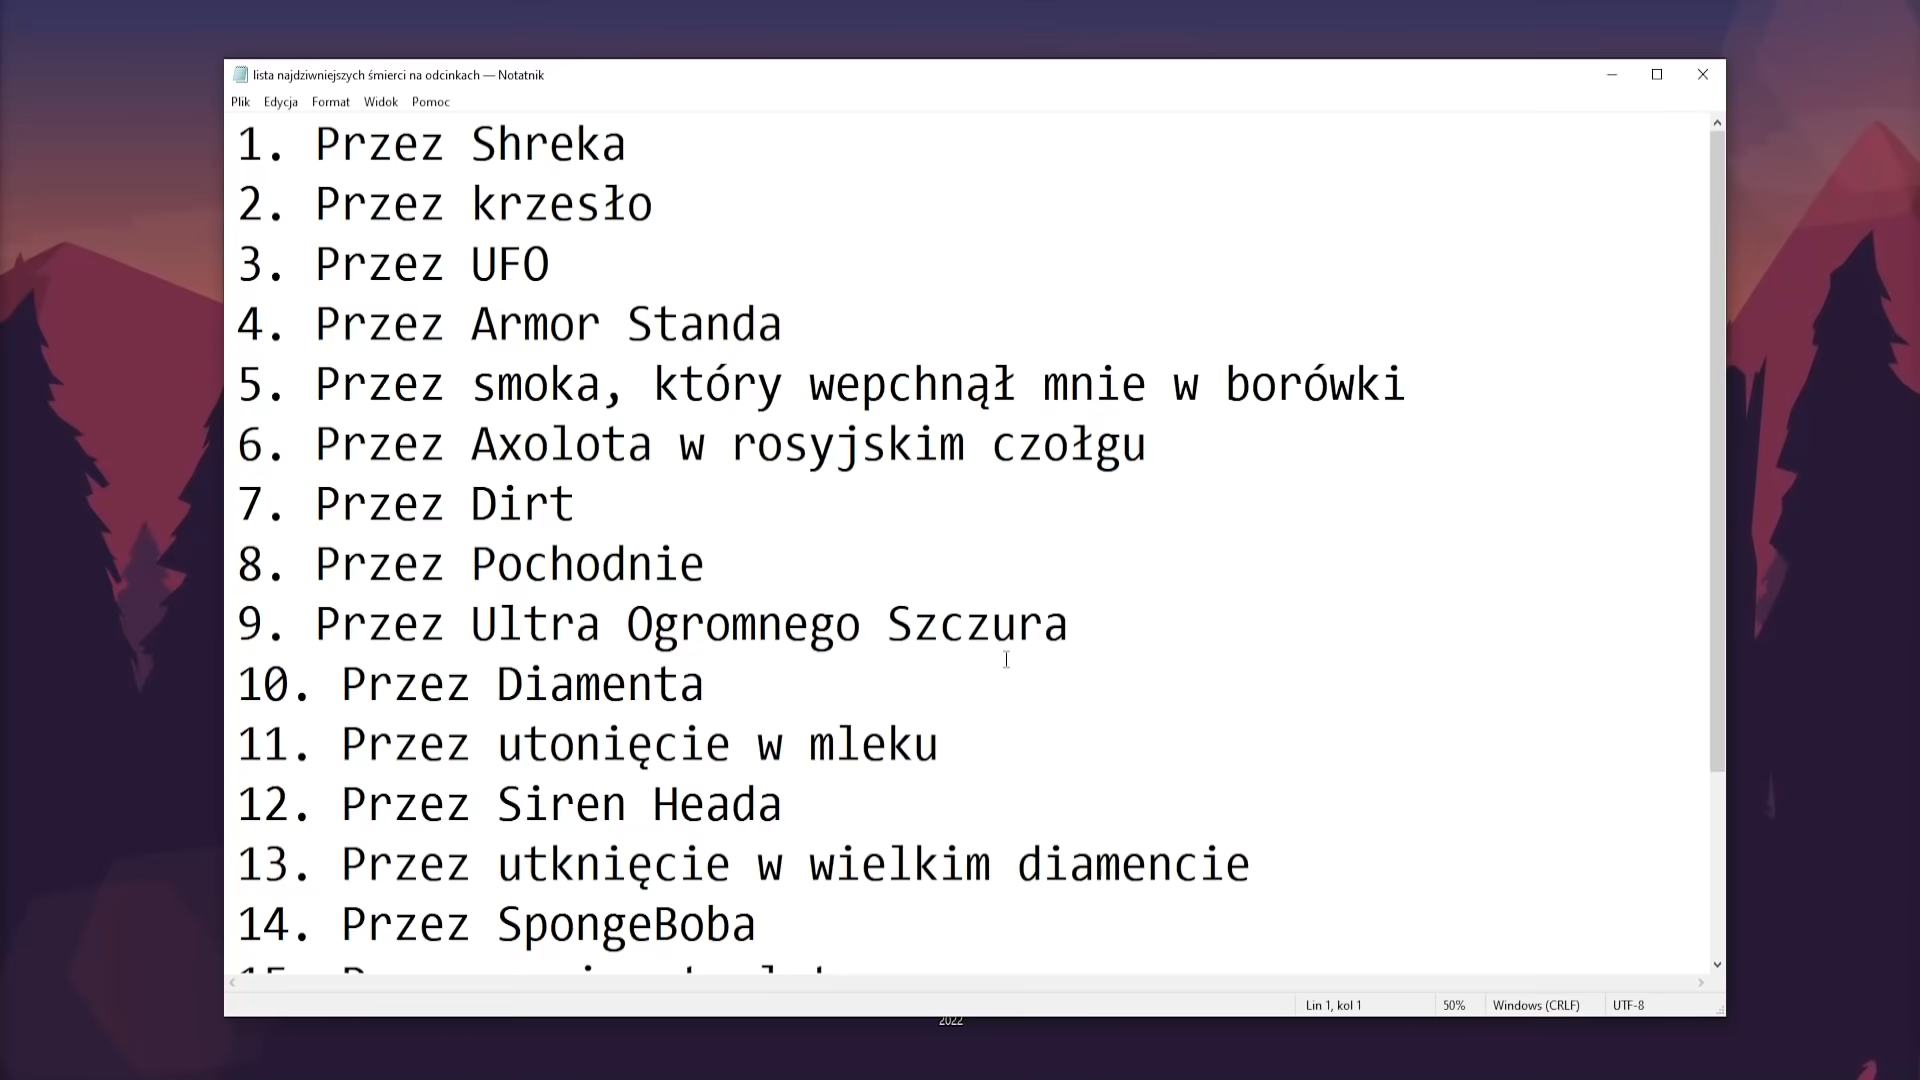 lista najdziwniejszych śmierci na odcinkach — Notatnik
Plik Edycja Format Widok Pomoc
1. Przez Shreka
2. Przez krzesło
3. Przez UFO
4. Przez Armor Standa
5. Przez smoka, który wepchnął mnie w borówki
6. Przez Axolota w rosyjskim czołgu
7. Przez Dirt
8. Przez Pochodnie
9. Przez Ultra Ogromnego Szczura
10. Przez Diamenta
11. Przez utonięcie w mleku
12. Przez Siren Heada
13. Przez utknięcie w wielkim diamencie
14. Przez SpongeBoba
Lin 1, kol 1 50% Windows (CRLF) UTF-8
2022